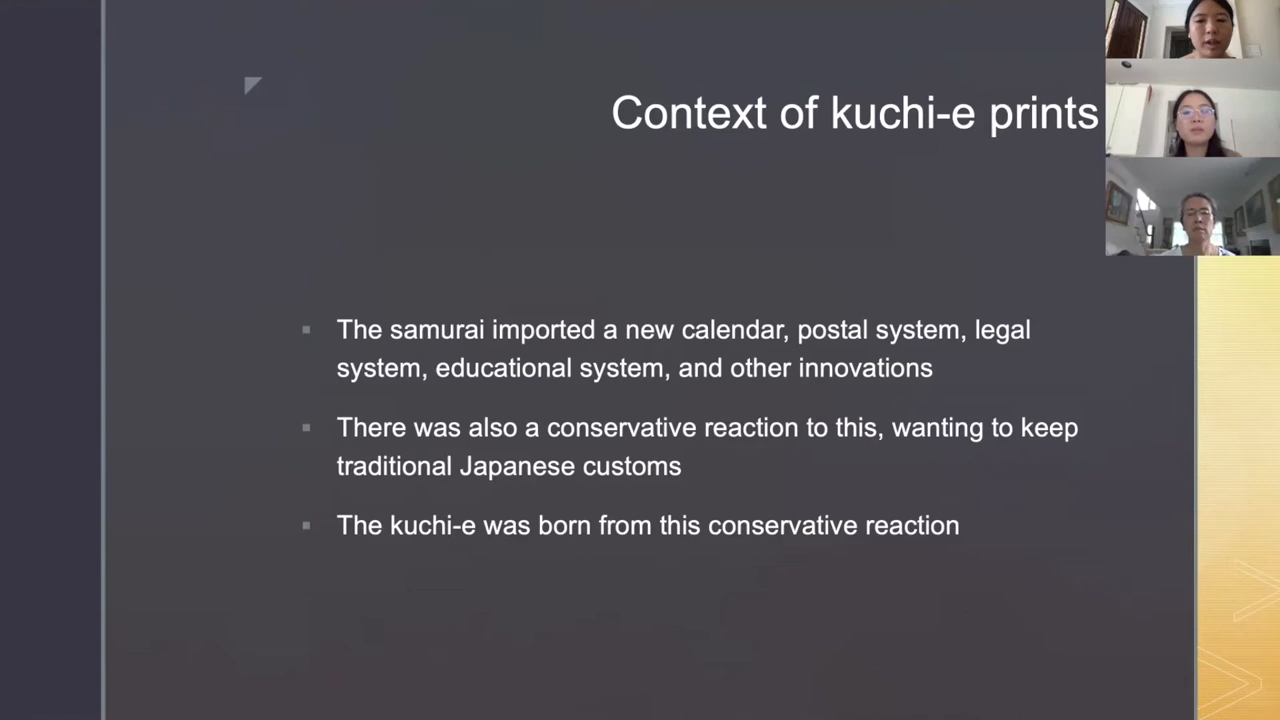 Context of kuchi-e prints
The samurai imported a new calendar, postal system, legal
system, educational system, and other innovations
There was also a conservative reaction to this, wanting to keep
traditional Japanese customs
The kuchi-e was born from this conservative reaction